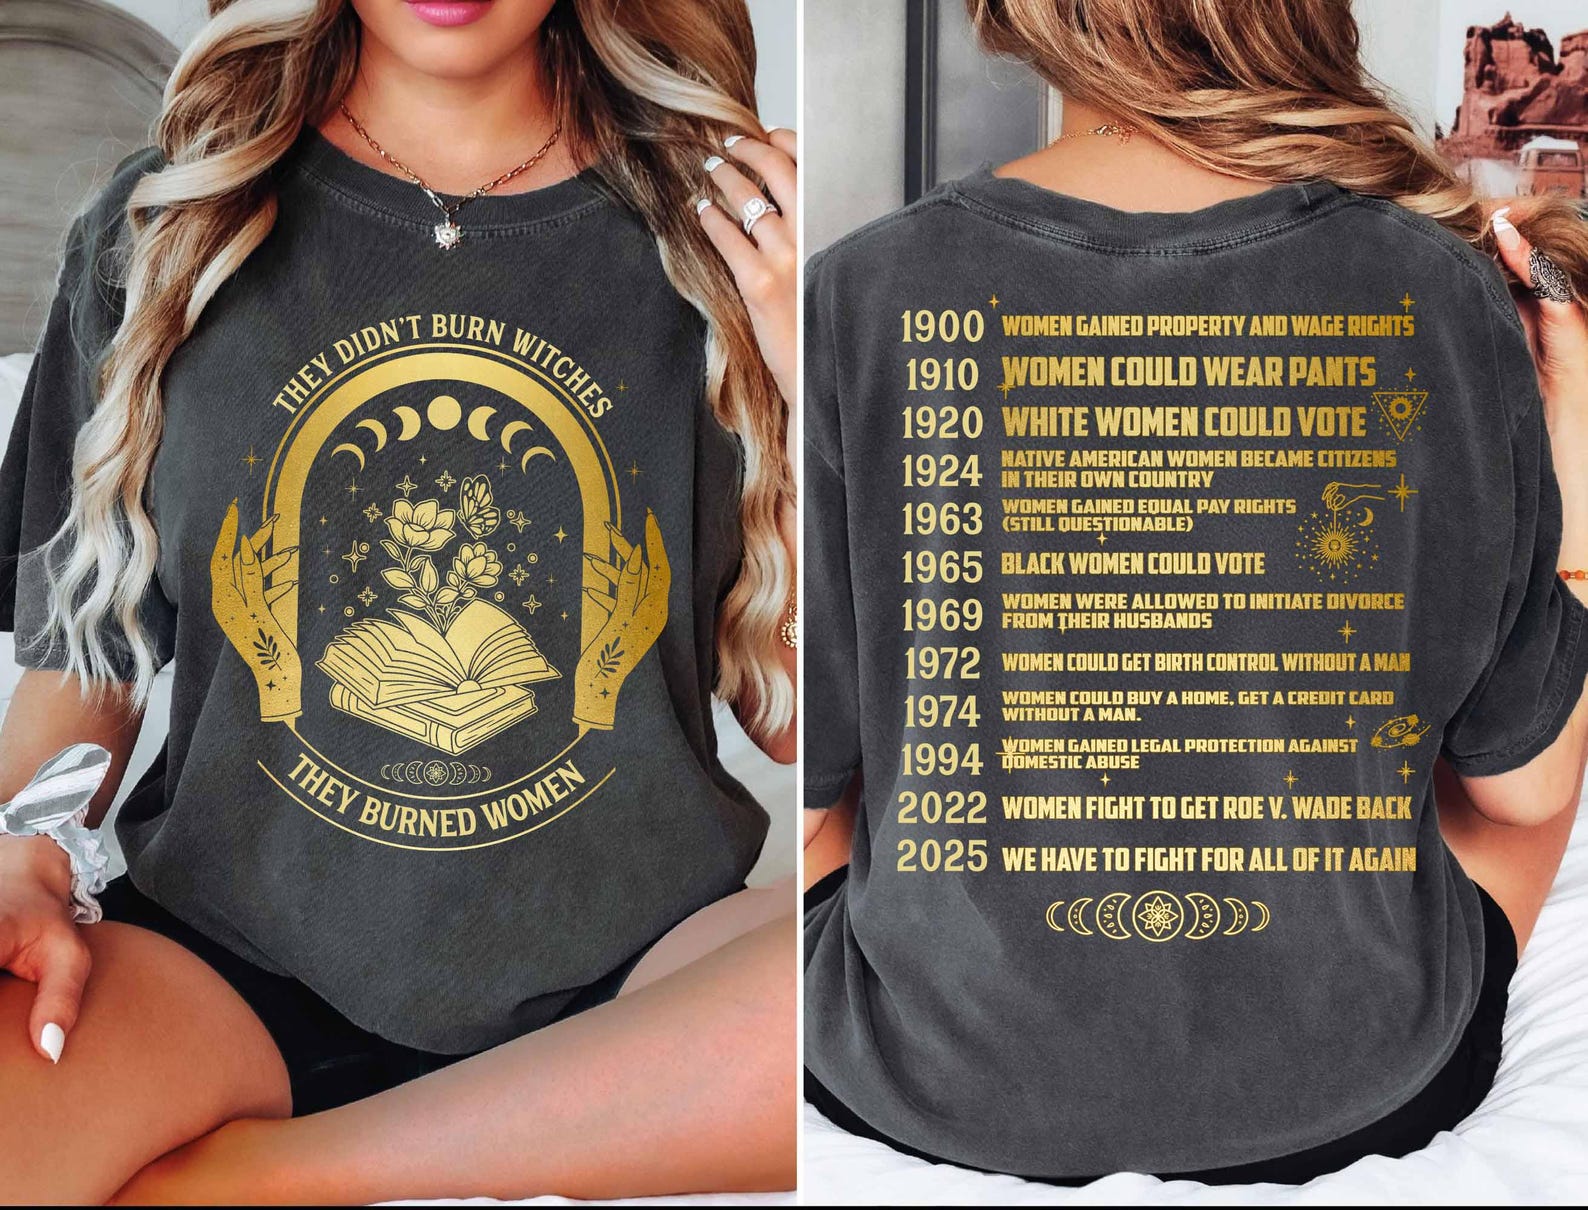 THEY DIDN'T BURN WITCHES
THEY BURNED WOMEN
1900 WOMEN GAINED PROPERTY AND WAGE RIGHTS
1910 WOMEN COULD WEAR PANTS
1920 WHITE WOMEN COULD VOTE
1924 NATIVE AMERICAN WOMEN BECAME CITIZENS
IN THEIR OWN COUNTRY
1963 WOMEN GAINED EQUAL PAY RIGHTS
(STILL QUESTIONABLE)
1965 BLACK WOMEN COULD VOTE
1969 WOMEN WERE ALLOWED TO INITIATE DIVORCE
FROM THEIR HUSBANDS
1972 WOMEN COULD GET BIRTH CONTROL WITHOUT A MAN
1974 WOMEN COULD BUY A HOME, GET A CREDIT CARD
WITHOUT A MAN.
1994 WOMEN GAINED LEGAL PROTECTION AGAINST
DOMESTIC ABUSE
2022 WOMEN FIGHT TO GET ROE V. WADE BACK
2025 WE HAVE TO FIGHT FOR ALL OF IT AGAIN